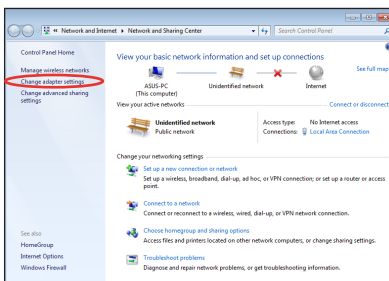 « Network and Internet ▸ Network and Sharing Center
Search Control Panel
Control Panel Home
Manage wireless networks
Change adapter settings
Change advanced sharing
settings
See also
HomeGroup
Internet Options
Windows Firewall
View your basic network information and set up connections
See full map
ASUS-PC
(This computer)
Unidentified network
Internet
View your active networks
Connect or disconnect
Unidentified network
Public network
Access type: No Internet access
Connections: Local Area Connection
Change your networking settings
Set up a new connection or network
Set up a wireless, broadband, dial-up, ad hoc, or VPN connection; or set up a router or access
point.
Connect to a network
Connect or reconnect to a wireless, wired, dial-up, or VPN network connection.
Choose homegroup and sharing options
Access files and printers located on other network computers, or change sharing settings.
Troubleshoot problems
Diagnose and repair network problems, or get troubleshooting information.